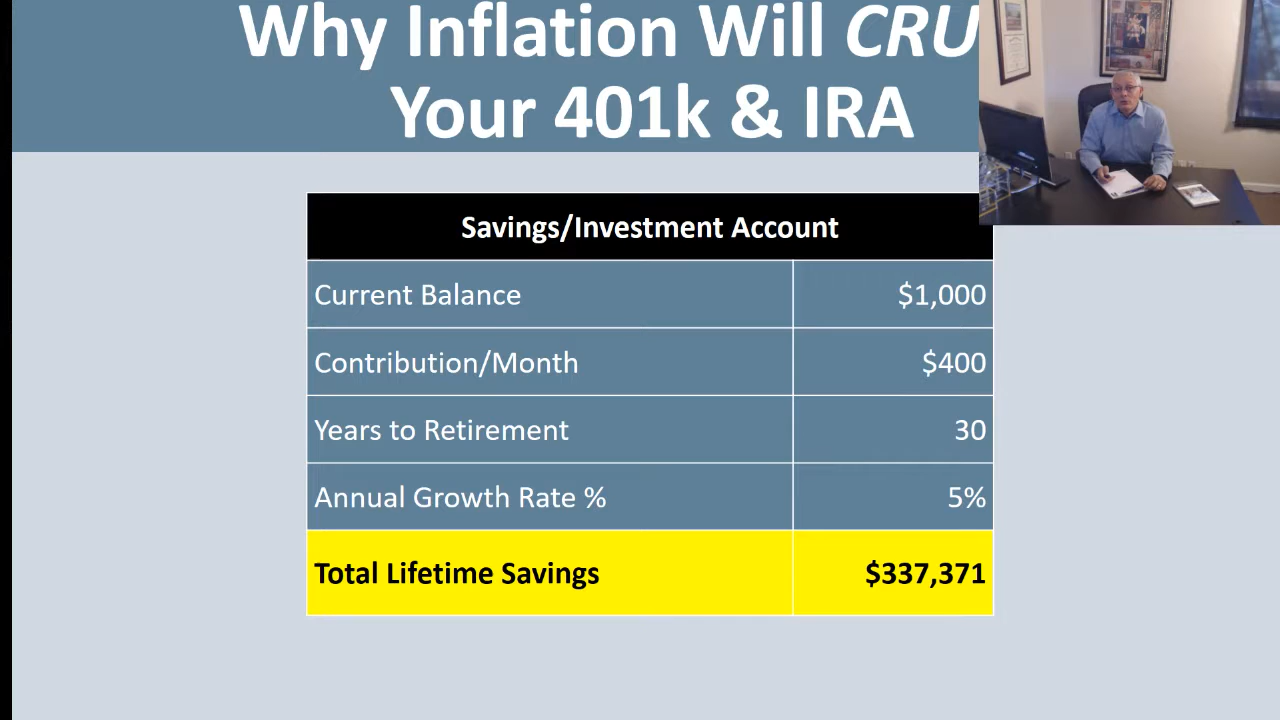 Why Inflation Will CRU
Your 401k & IRA
Savings/Investment Account
Current Balance $1,000
Contribution/Month $400
Years to Retirement 30
Annual Growth Rate % 5%
Total Lifetime Savings $337,371